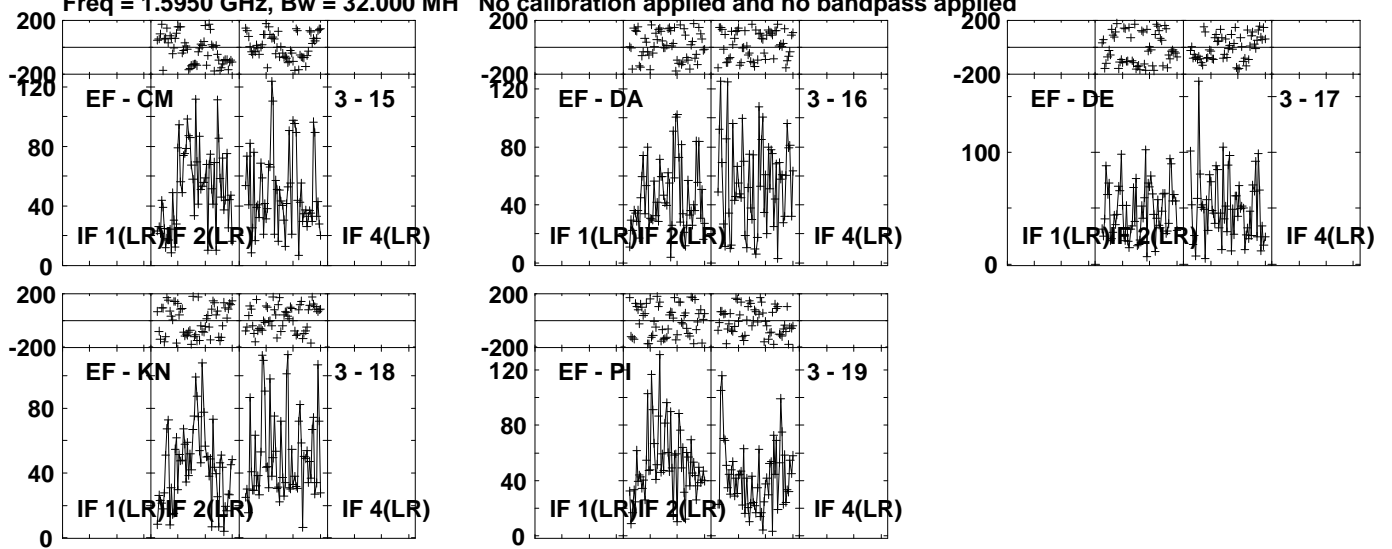 Freq = 1.5950 GHz, Bw = 32.000 MH No calibration applied and no bandpass applied
200
-200
120
80
40
0
EF - CM
3 - 15
IF 1(LR)
IF 2(LR)
IF 4(LR)
200
-200
120
80
40
0
EF - DA
3 - 16
IF 1(LR)
IF 2(LR)
IF 4(LR)
200
-200
100
0
EF - DE
3 - 17
IF 1(LR)
IF 2(LR)
IF 4(LR)
200
-200
80
40
0
EF - KN
3 - 18
IF 1(LR)
IF 2(LR)
IF 4(LR)
200
-200
120
80
40
0
EF - PI
3 - 19
IF 1(LR)
IF 2(LR)
IF 4(LR)